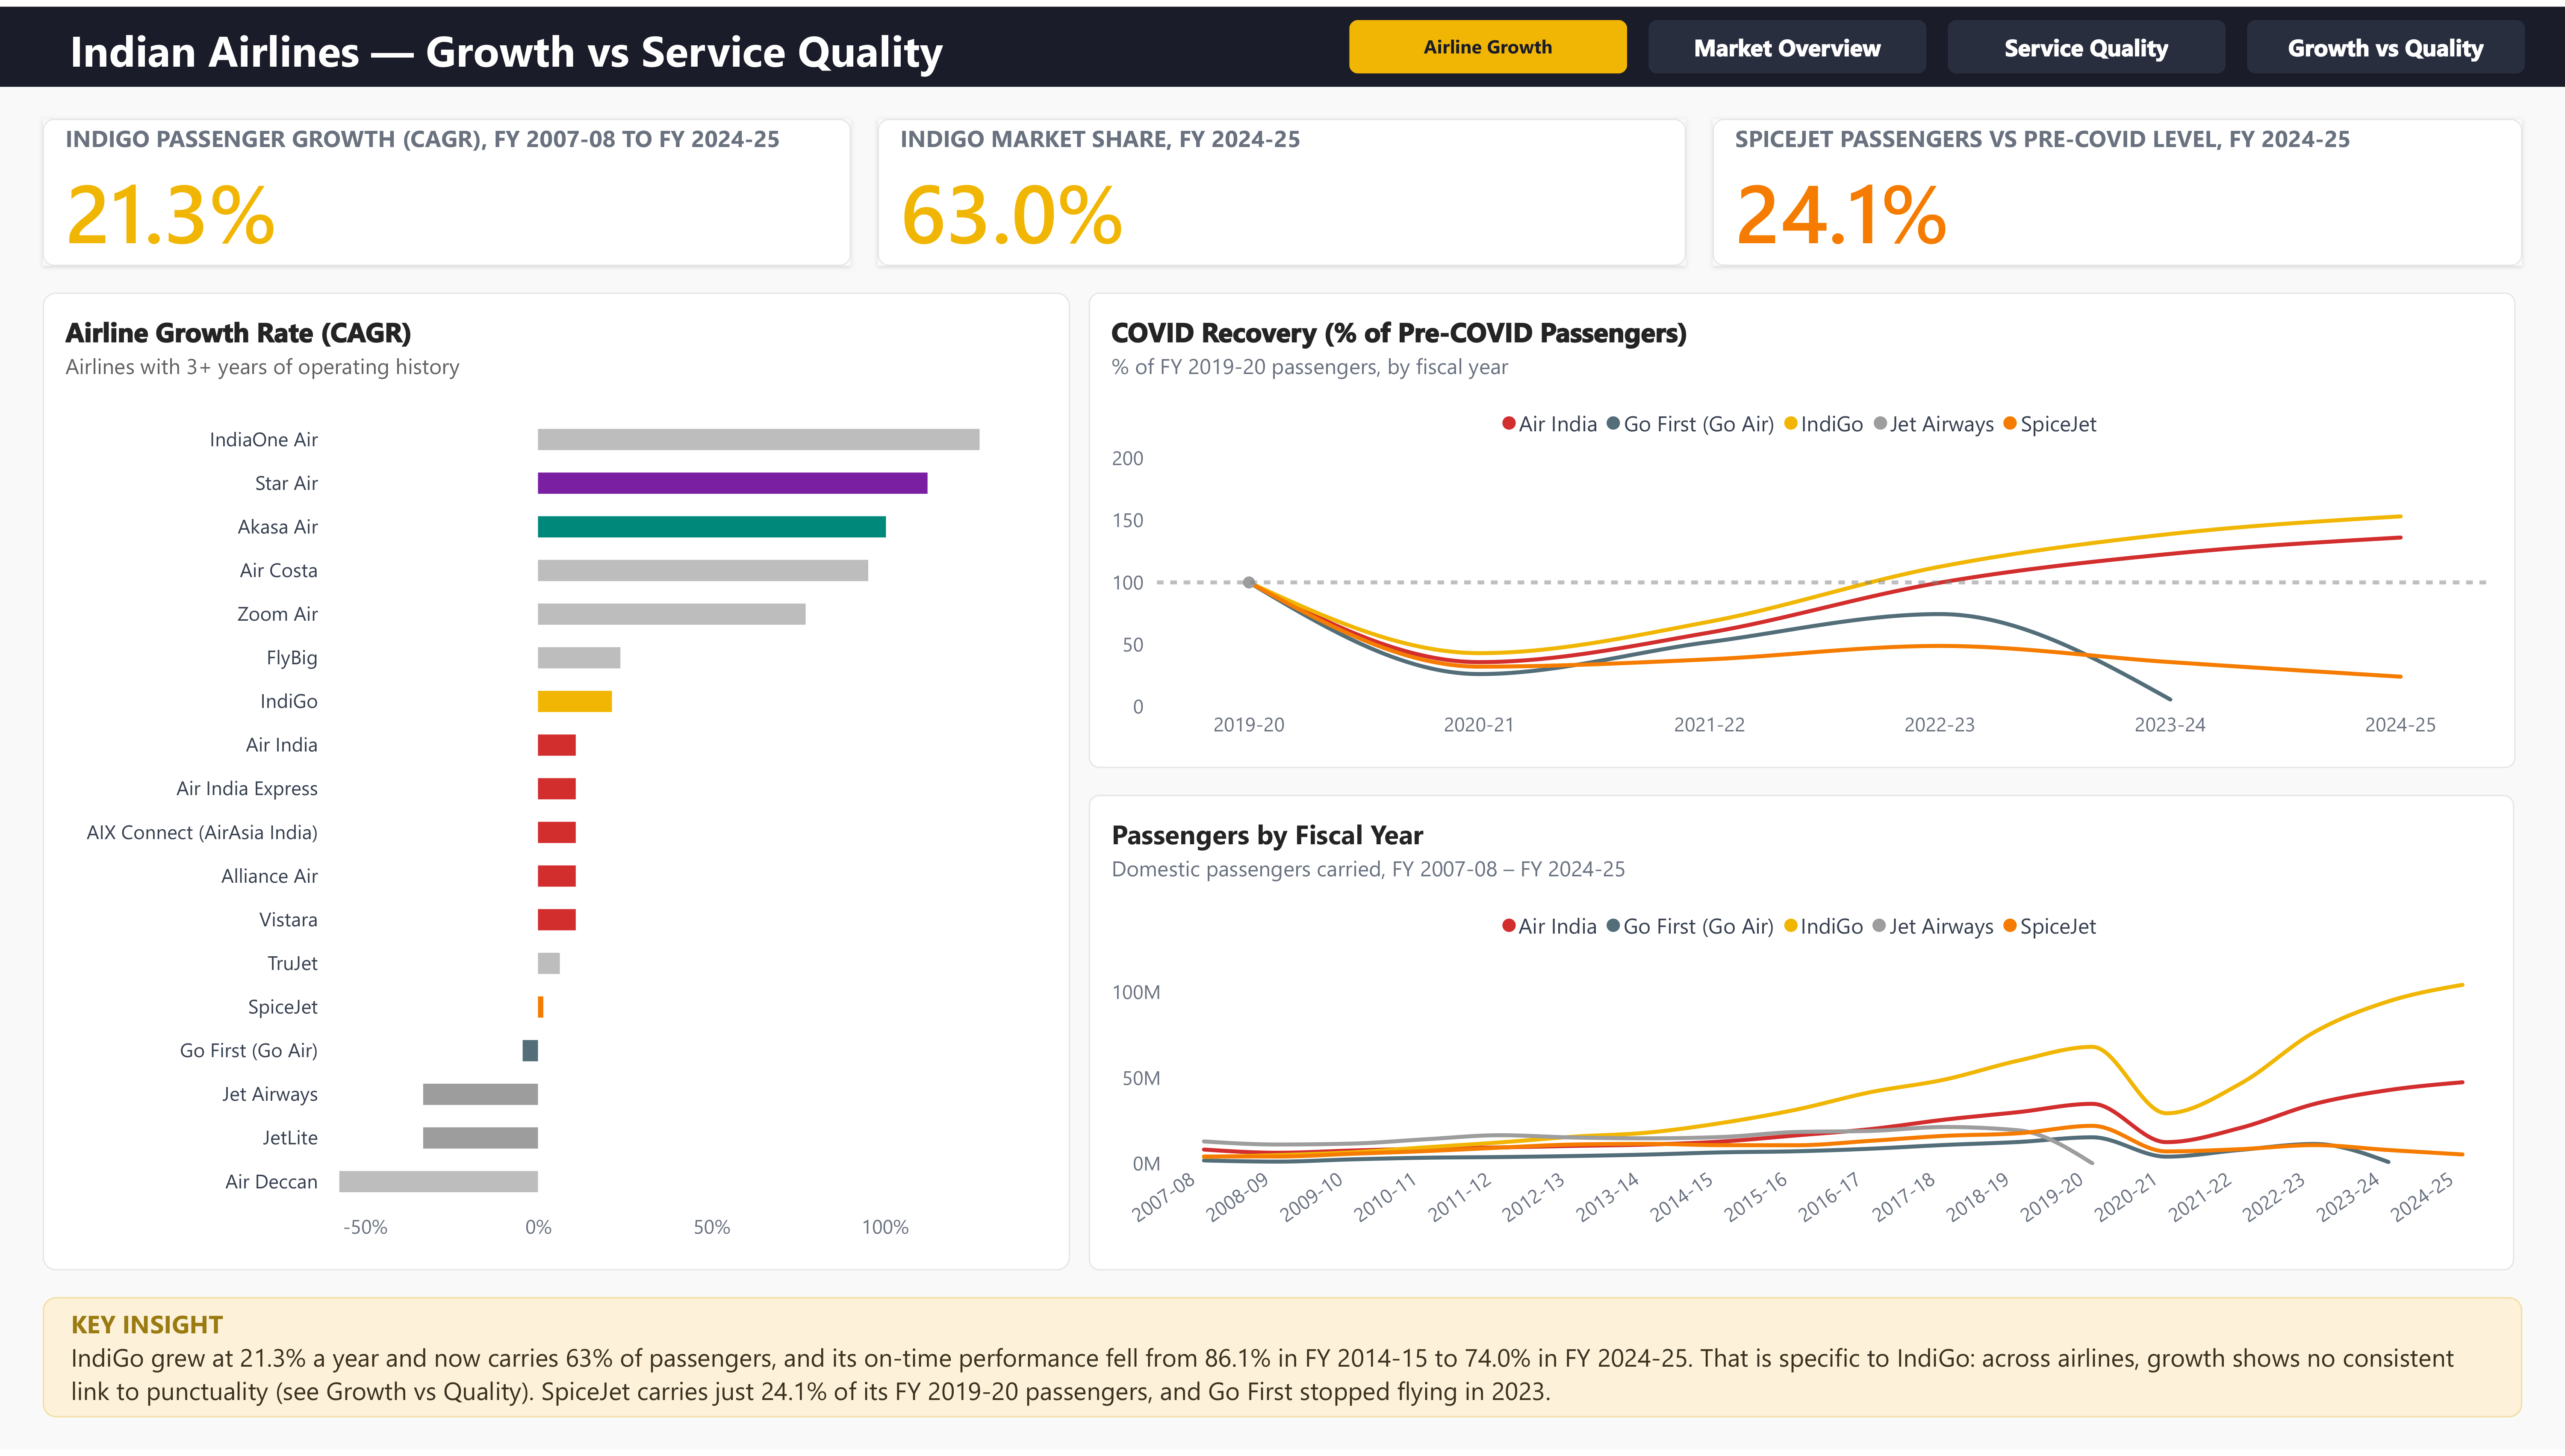 Indian Airlines — Growth vs Service Quality
Airline Growth
Market Overview
Service Quality
Growth vs Quality
INDIGO PASSENGER GROWTH (CAGR), FY 2007-08 TO FY 2024-25
21.3%
INDIGO MARKET SHARE, FY 2024-25
63.0%
SPICEJET PASSENGERS VS PRE-COVID LEVEL, FY 2024-25
24.1%
Airline Growth Rate (CAGR)
Airlines with 3+ years of operating history
IndiaOne Air
Star Air
Akasa Air
Air Costa
Zoom Air
FlyBig
IndiGo
Air India
Air India Express
AIX Connect (AirAsia India)
Alliance Air
Vistara
TruJet
SpiceJet
Go First (Go Air)
Jet Airways
JetLite
Air Deccan
-50% 0% 50% 100%
COVID Recovery (% of Pre-COVID Passengers)
% of FY 2019-20 passengers, by fiscal year
Air India Go First (Go Air) IndiGo Jet Airways SpiceJet
200
150
100
50
0
2019-20 2020-21 2021-22 2022-23 2023-24 2024-25
Passengers by Fiscal Year
Domestic passengers carried, FY 2007-08 – FY 2024-25
Air India Go First (Go Air) IndiGo Jet Airways SpiceJet
100M
50M
0M
2007-08 2008-09 2009-10 2010-11 2011-12 2012-13 2013-14 2014-15 2015-16 2016-17 2017-18 2018-19 2019-20 2020-21 2021-22 2022-23 2023-24 2024-25
KEY INSIGHT
IndiGo grew at 21.3% a year and now carries 63% of passengers, and its on-time performance fell from 86.1% in FY 2014-15 to 74.0% in FY 2024-25. That is specific to IndiGo: across airlines, growth shows no consistent
link to punctuality (see Growth vs Quality). SpiceJet carries just 24.1% of its FY 2019-20 passengers, and Go First stopped flying in 2023.